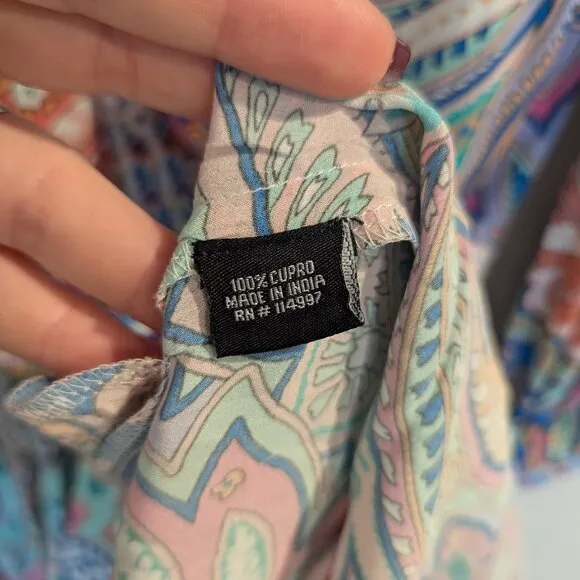 100% CUPRO
MADE IN INDIA
RN # 114997